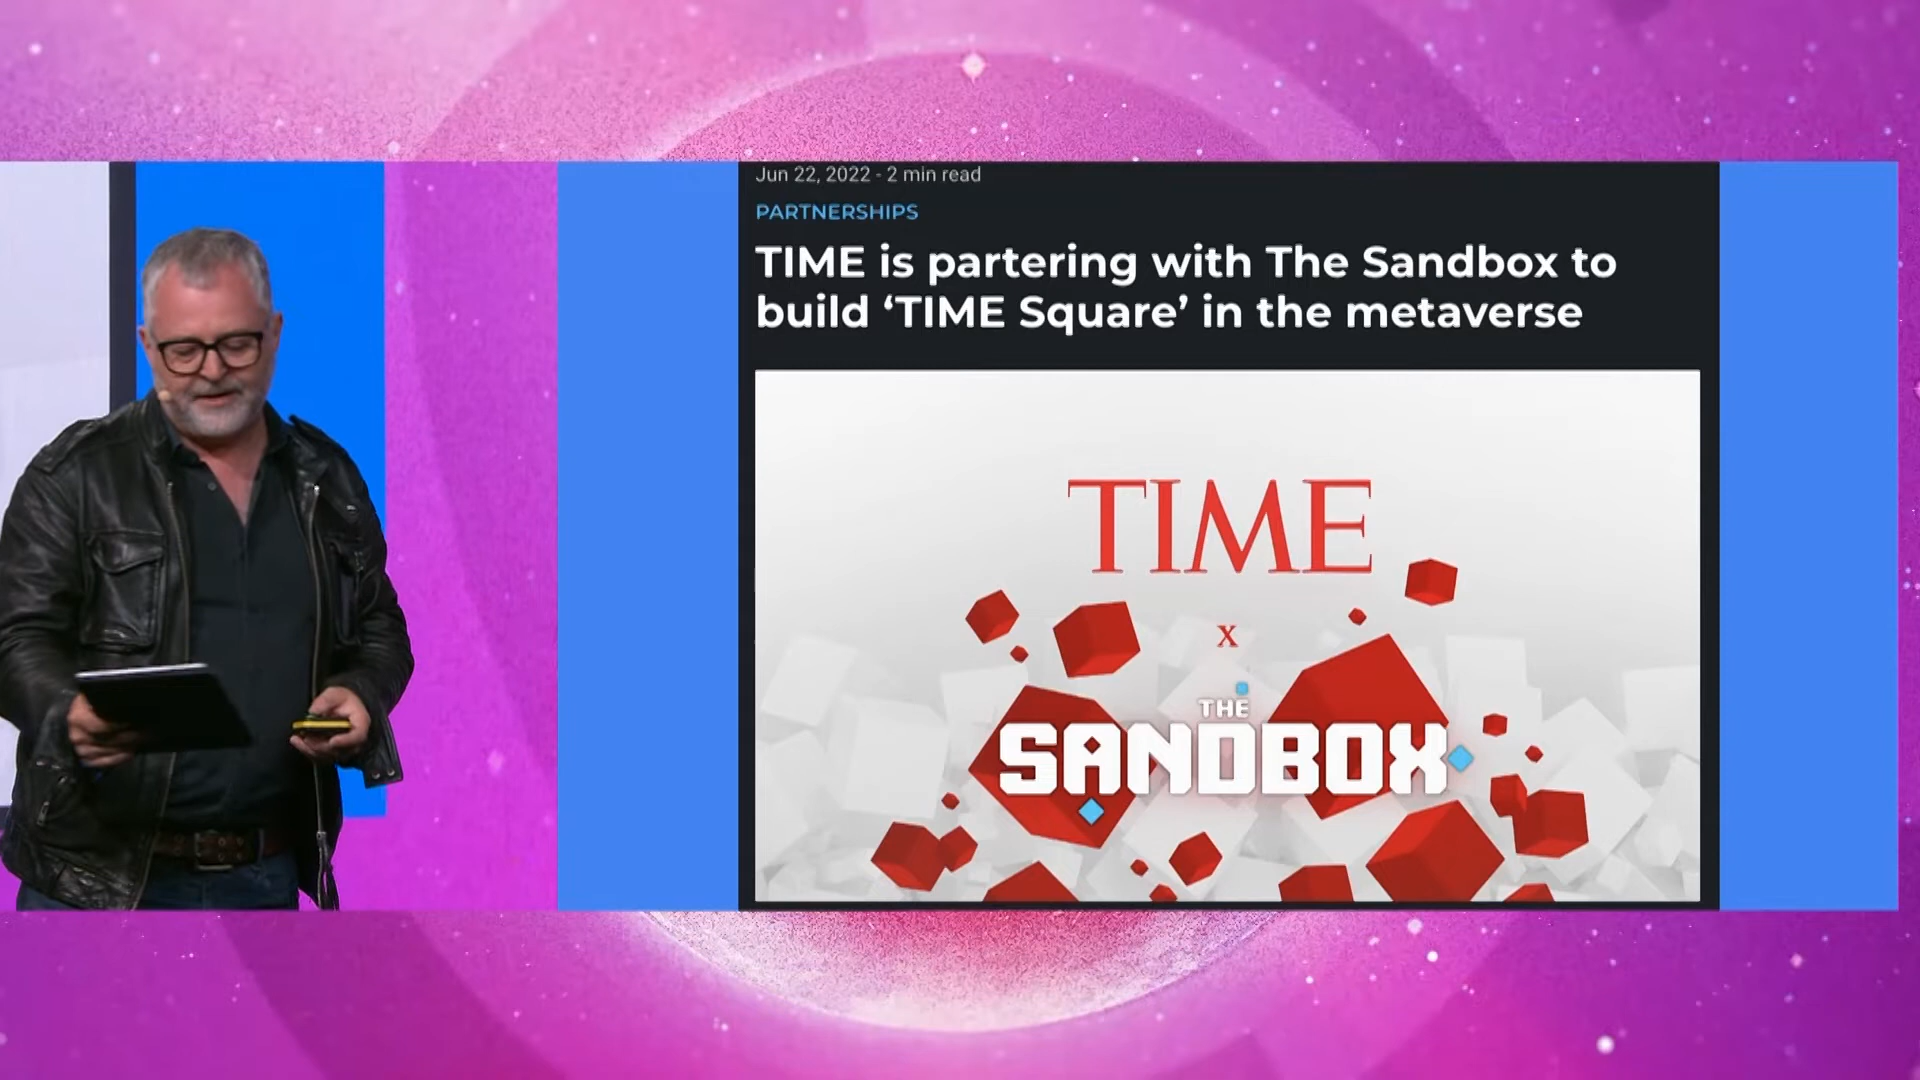 Jun 22, 2022 - 2 min read
PARTNERSHIPS
TIME is partering with The Sandbox to
build ‘TIME Square’ in the metaverse
TIME
X
THE
SANDBOX